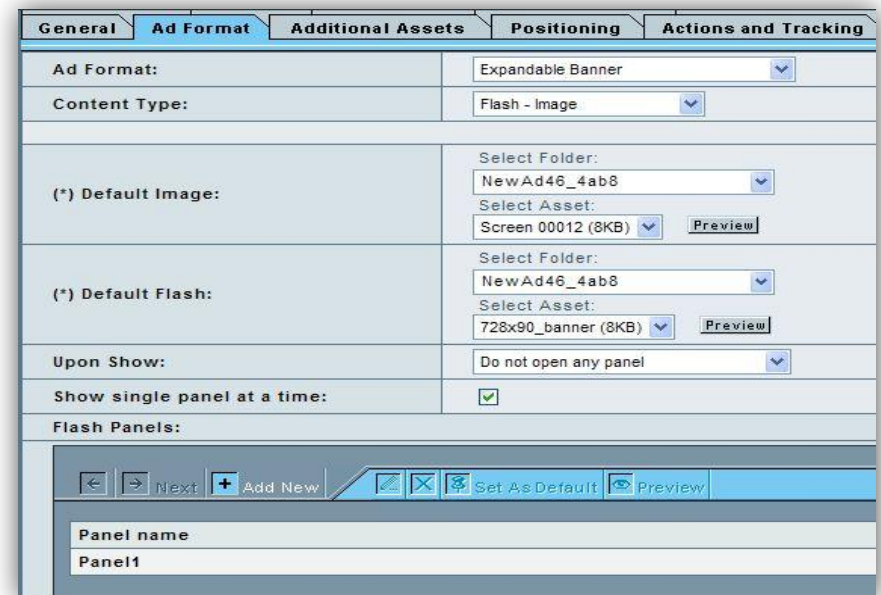 General Ad Format Additional Assets Positioning Actions and Tracking
Ad Format: Expandable Banner
Content Type: Flash - Image
Select Folder:
(*) Default Image: NewAd46_4ab8
Select Asset:
Screen 00012 (8KB) Preview
Select Folder:
(*) Default Flash: NewAd46_4ab8
Select Asset:
728x90_banner (8KB) Preview
Upon Show: Do not open any panel
Show single panel at a time:
Flash Panels:
Next Add New Set As Default Preview
Panel name
Panel1